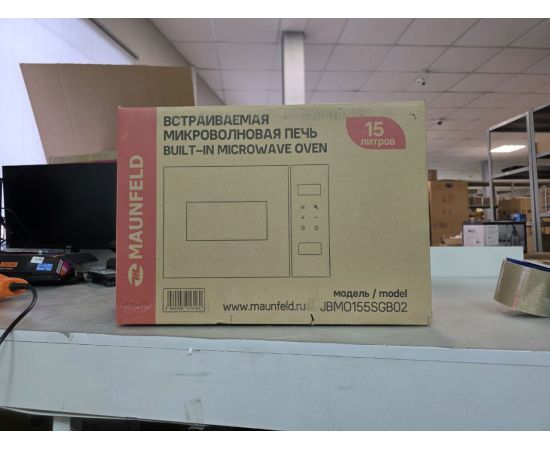 ВСТРАИВАЕМАЯ
МИКРОВОЛНОВАЯ ПЕЧЬ
BUILT-IN MICROWAVE OVEN
15
ЛИТРОВ
MAUNFELD
модель / model
www.maunfeld.ru
JBMO155SGB02